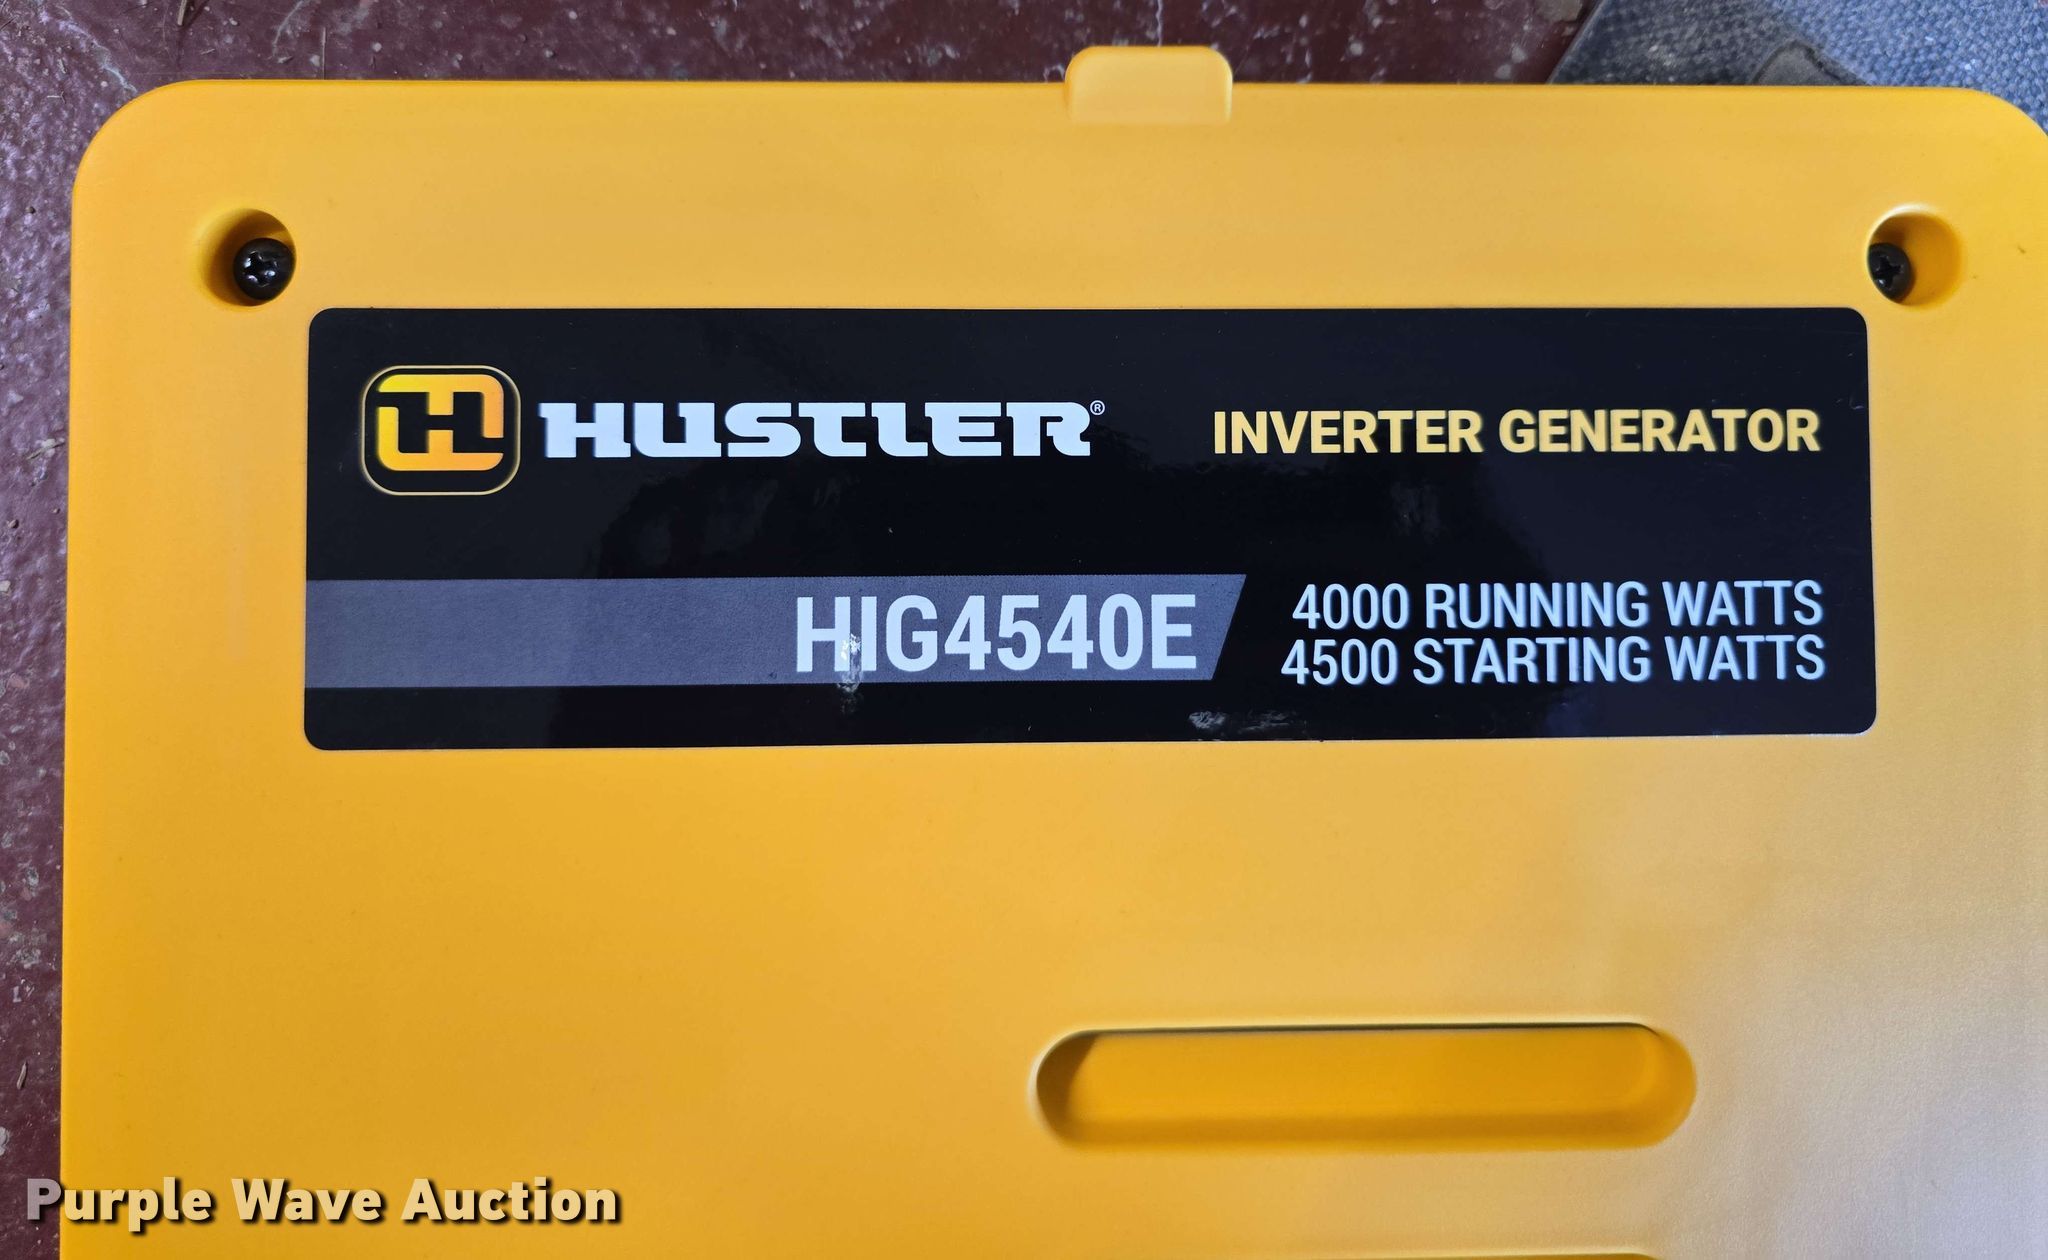 HUSTLER®
INVERTER GENERATOR
HIG4540E
4000 RUNNING WATTS
4500 STARTING WATTS
Purple Wave Auction